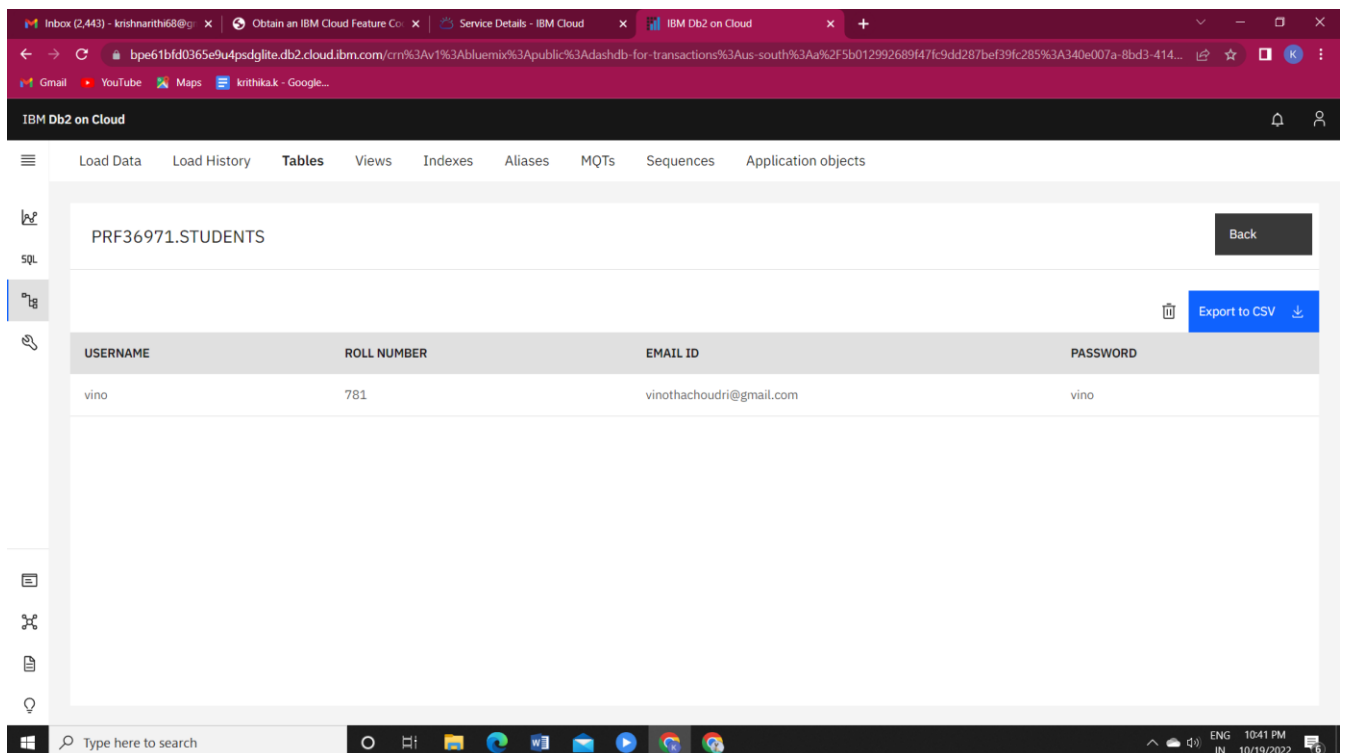 Inbox (2,443) - krishnarithi68@g
Obtain an IBM Cloud Feature Co
Service Details - IBM Cloud
IBM Db2 on Cloud
bpe61bfd0365e9u4psdglite.db2.cloud.ibm.com/crn%3Av1%3Abluemix%3Apublic%3Adashdb-for-transactions%3Aus-south%3Aa%2F5b012992689f47fc9dd287bef39fc285%3A340e007a-8bd3-414...
K
Gmail YouTube Maps krithika.k - Google...
IBM Db2 on Cloud
Load Data Load History Tables Views Indexes Aliases MQTs Sequences Application objects
PRF36971.STUDENTS
Back
SQL
Export to CSV
USERNAME ROLL NUMBER EMAIL ID PASSWORD
vino 781 vinothachoudri@gmail.com vino
Type here to search
ENG 10:41 PM
IN 10/19/2022